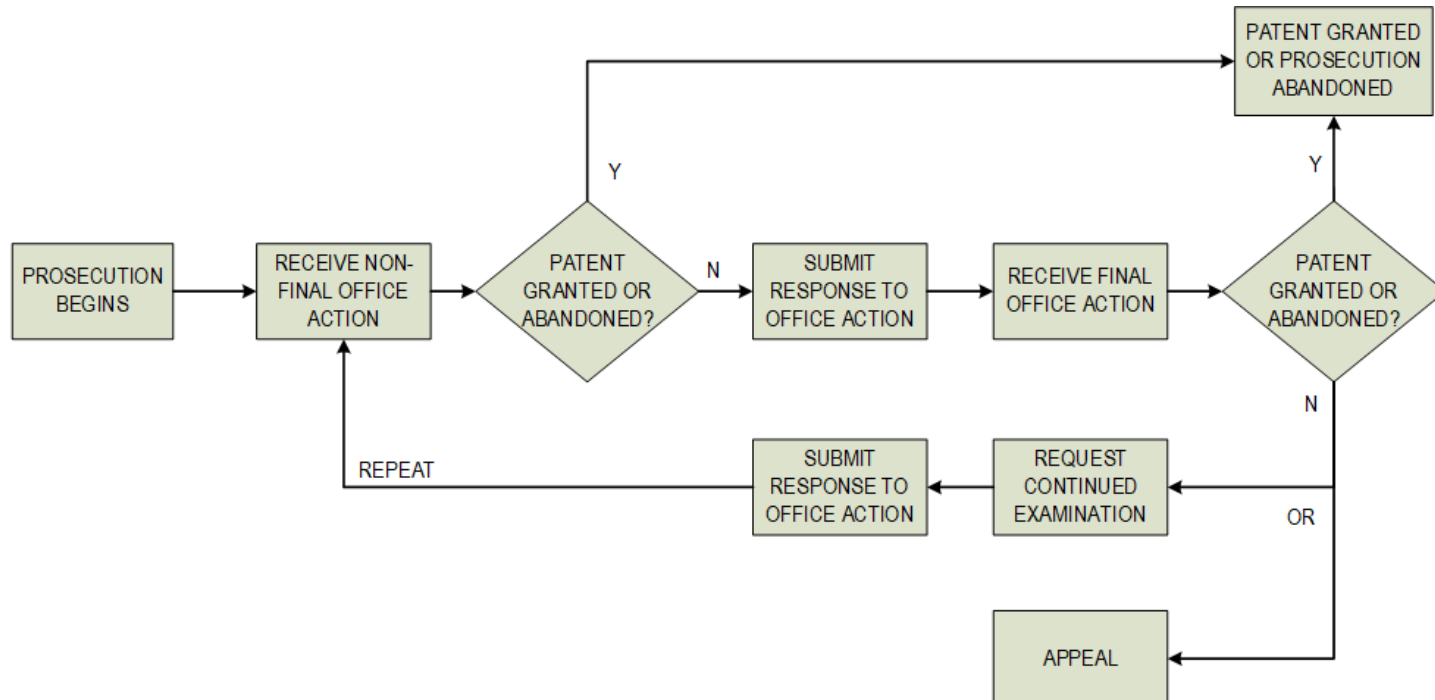 PATENT GRANTED
OR PROSECUTION
ABANDONED
Y
Y
PROSECUTION
BEGINS
RECEIVE NON-
FINAL OFFICE
ACTION
PATENT
GRANTED OR
ABANDONED?
N
SUBMIT
RESPONSE TO
OFFICE ACTION
RECEIVE FINAL
OFFICE ACTION
PATENT
GRANTED OR
ABANDONED?
N
REPEAT
SUBMIT
RESPONSE TO
OFFICE ACTION
REQUEST
CONTINUED
EXAMINATION
OR
APPEAL